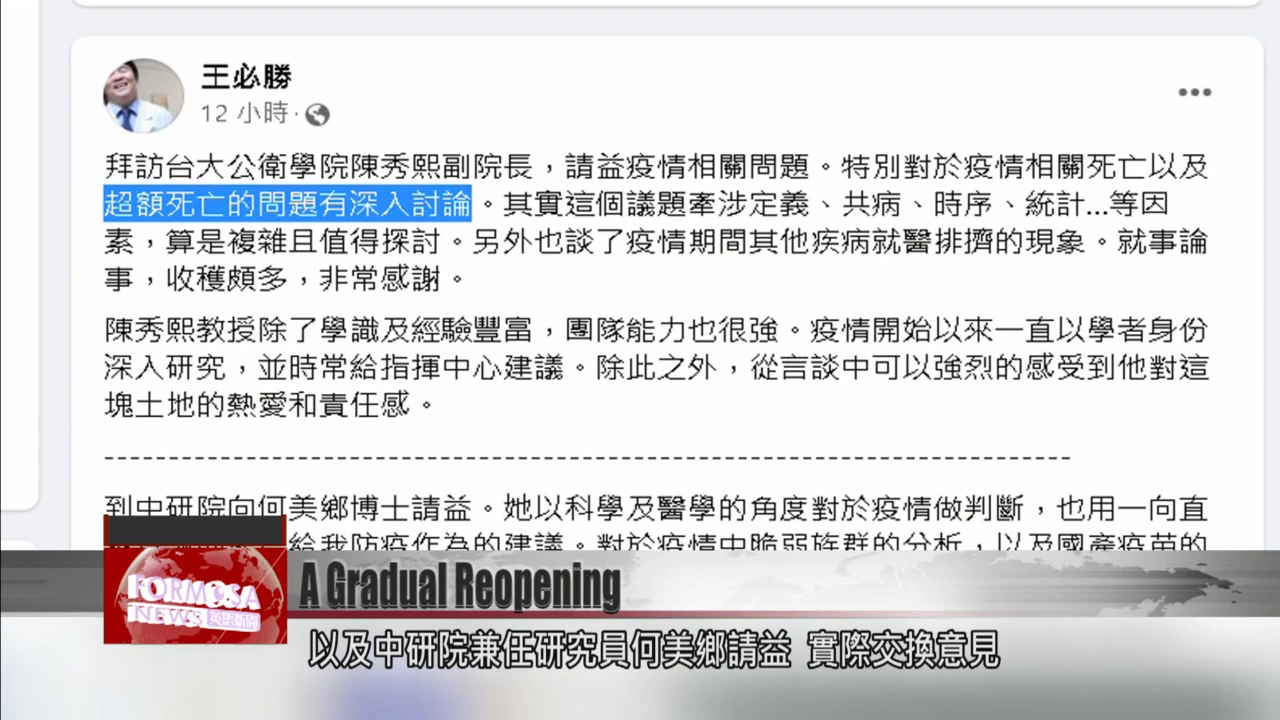 王必勝
12 小時 ·
拜訪台大公衛學院陳秀熙副院長，請益疫情相關問題。特別對於疫情相關死亡以及
超額死亡的問題有深入討論。其實這個議題牽涉定義、共病、時序、統計...等因
素，算是複雜且值得探討。另外也談了疫情期間其他疾病就醫排擠的現象。就事論
事，收穫頗多，非常感謝。
陳秀熙教授除了學識及經驗豐富，團隊能力也很強。疫情開始以來一直以學者身份
深入研究，並時常給指揮中心建議。除此之外，從言談中可以強烈的感受到他對這
塊土地的熱愛和責任感。
--------------------------------------------------------------------------------
到中研院向何美鄉博士請益。她以科學及醫學的角度對於疫情做判斷，也用一向直
給我防疫作為的建議。對於疫情中脆弱族群的分析，以及國產疫苗的
FORMOSA
NEWS 英語新聞
A Gradual Reopening
以及中研院兼任研究員何美鄉請益 實際交換意見